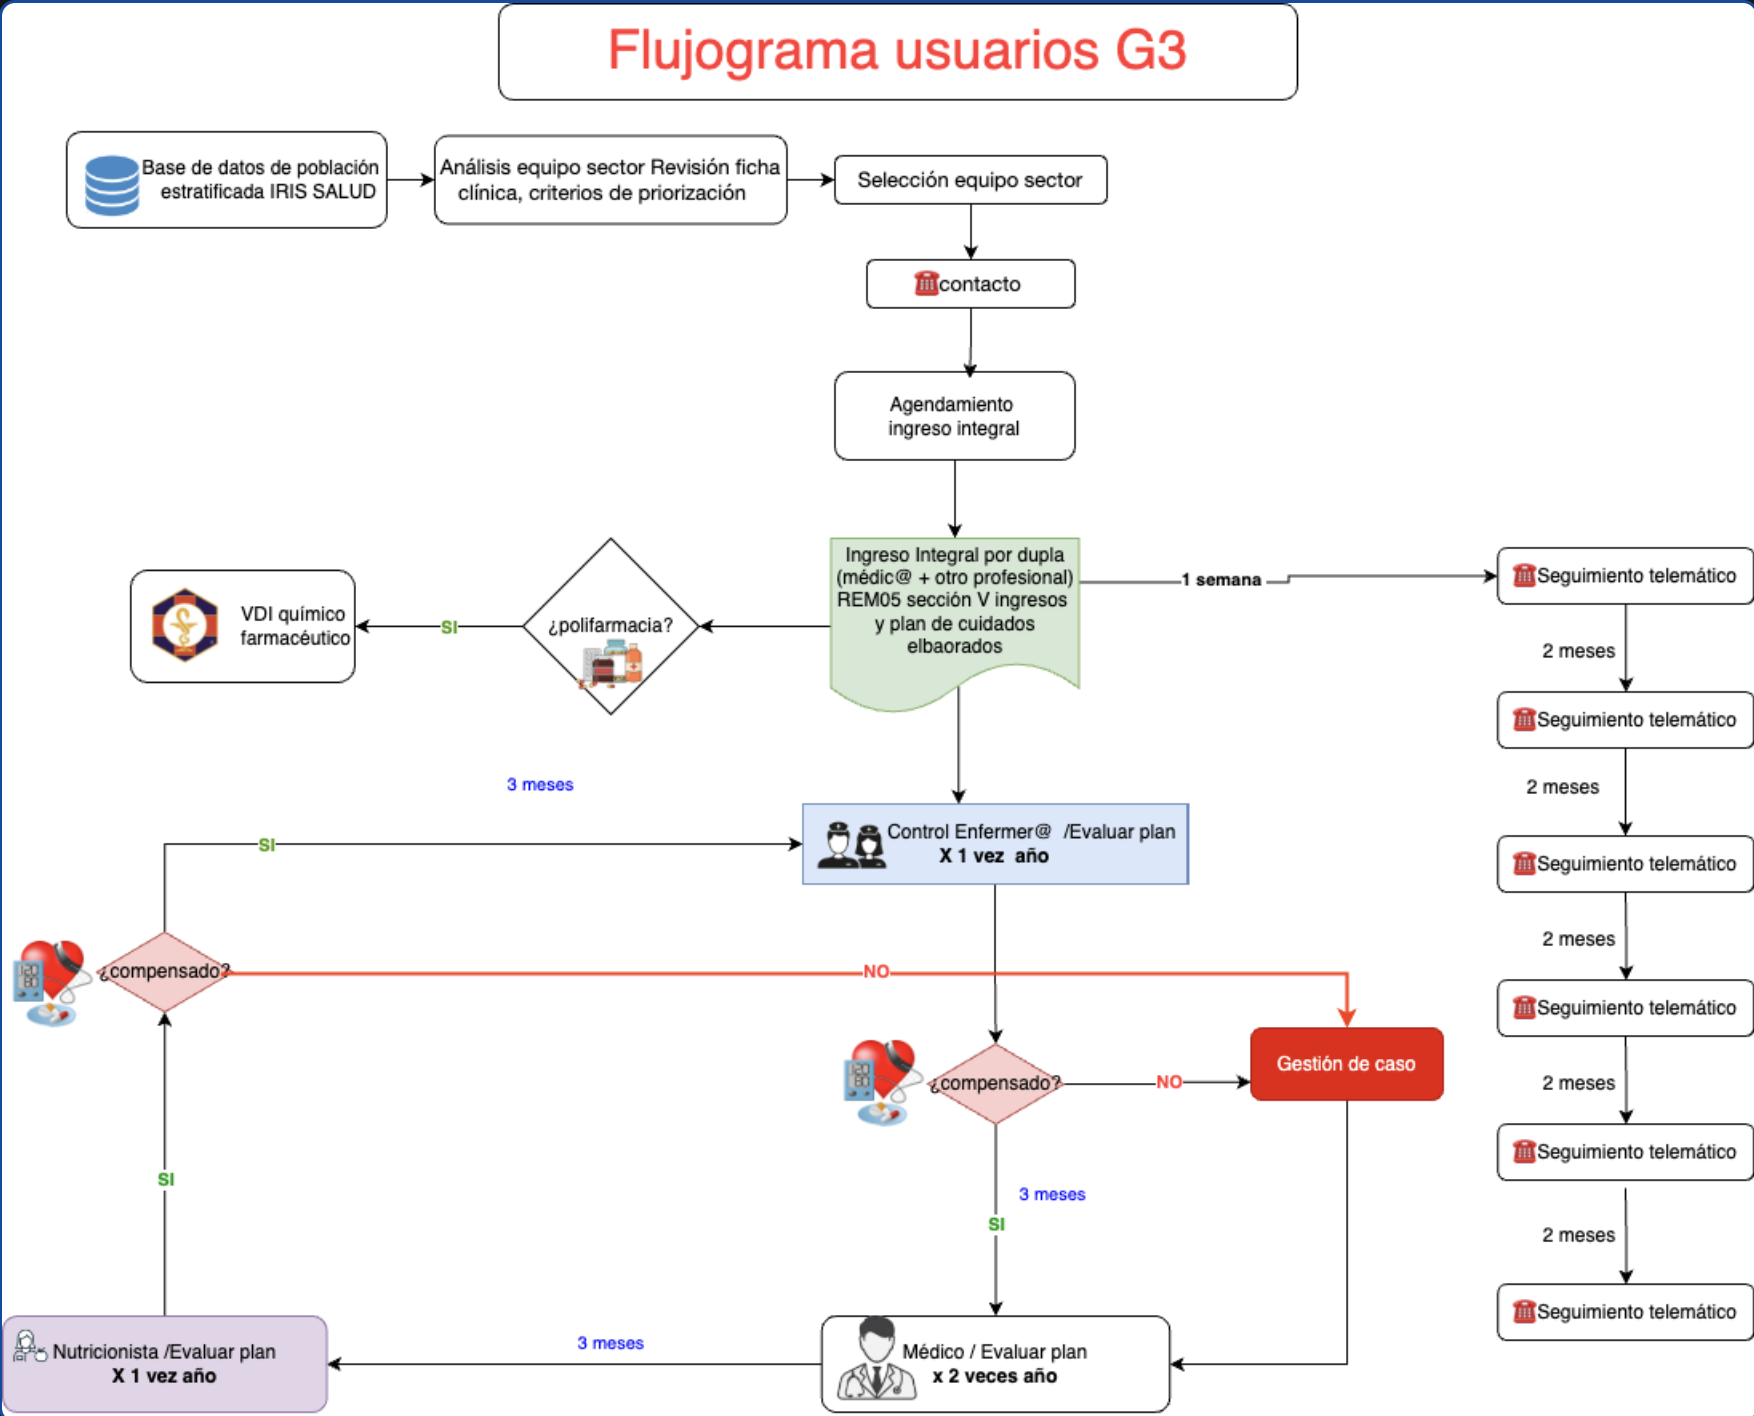 Flujograma usuarios G3
Base de datos de población
estratificada IRIS SALUD
Análisis equipo sector Revisión ficha
clínica, criterios de priorización
Selección equipo sector
contacto
Agendamiento
ingreso integral
Ingreso Integral por dupla
(médic@ + otro profesional)
REM05 sección V ingresos
y plan de cuidados
elbaorados
1 semana
Seguimiento telemático
¿polifarmacia?
SI
VDI químico
farmacéutico
2 meses
Seguimiento telemático
2 meses
3 meses
Control Enfermer@ /Evaluar plan
X 1 vez año
SI
Seguimiento telemático
2 meses
¿compensado?
120
80
NO
Seguimiento telemático
¿compensado?
120
80
NO
Gestión de caso
2 meses
Seguimiento telemático
SI
3 meses
SI
2 meses
Seguimiento telemático
Nutricionista /Evaluar plan
X 1 vez año
3 meses
Médico / Evaluar plan
x 2 veces año